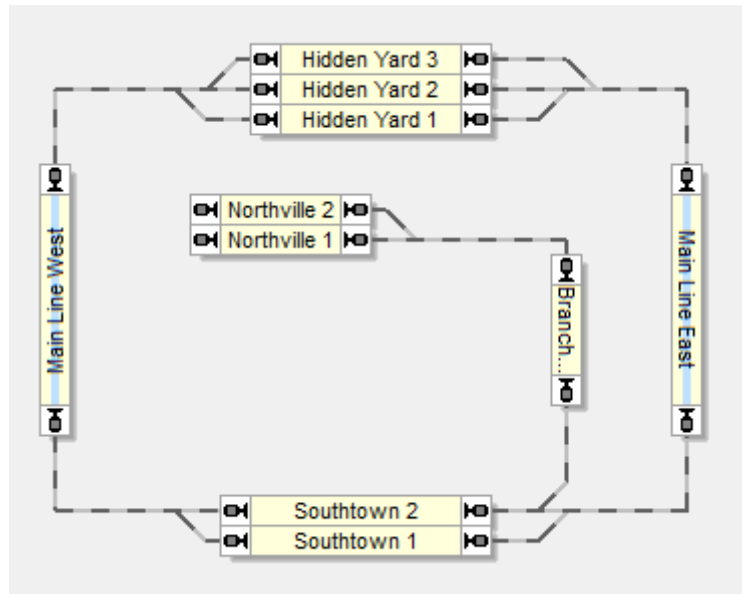 Hidden Yard 3
Hidden Yard 2
Hidden Yard 1
Main Line West
Northville 2
Northville 1
Branch...
Main Line East
Southtown 2
Southtown 1